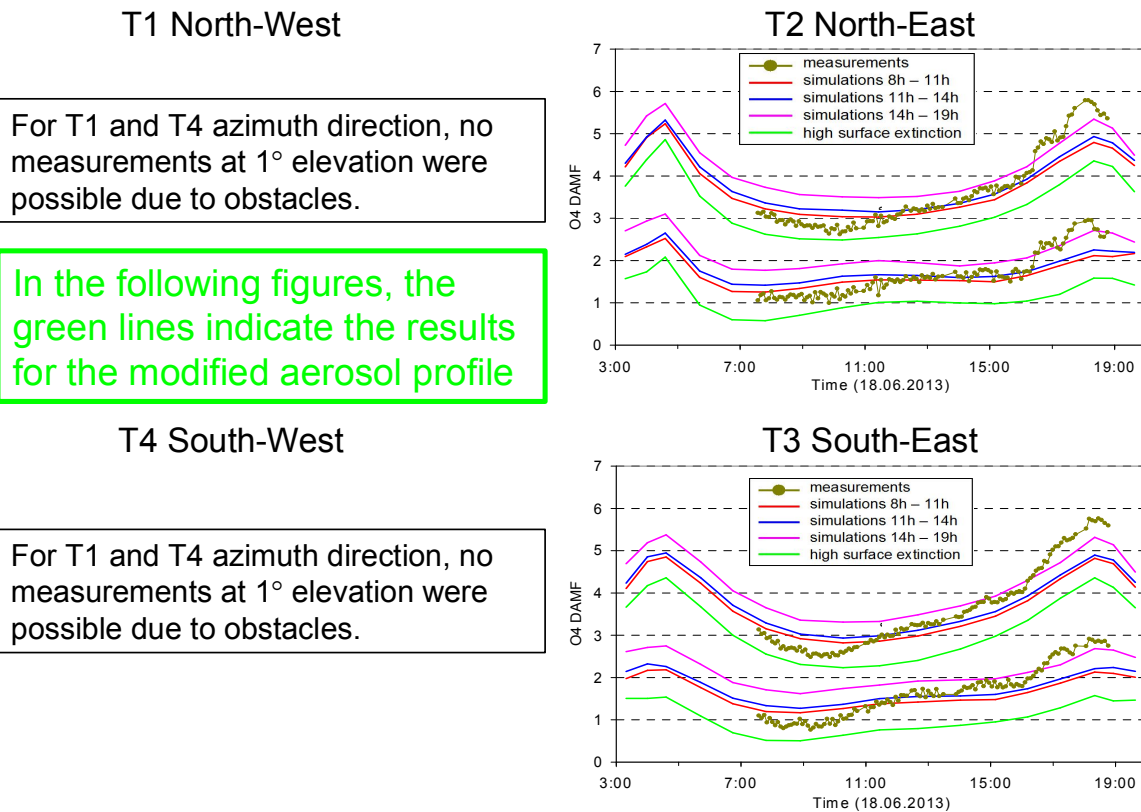 T1 North-West
For T1 and T4 azimuth direction, no
measurements at 1° elevation were
possible due to obstacles.
In the following figures, the
green lines indicate the results
for the modified aerosol profile
T2 North-East
7
6
5
4
3
2
1
0
O4 DAMF
measurements
simulations 8h – 11h
simulations 11h – 14h
simulations 14h – 19h
high surface extinction
3:00 7:00 11:00 15:00 19:00
Time (18.06.2013)
T4 South-West
For T1 and T4 azimuth direction, no
measurements at 1° elevation were
possible due to obstacles.
T3 South-East
7
6
5
4
3
2
1
0
O4 DAMF
measurements
simulations 8h – 11h
simulations 11h – 14h
simulations 14h – 19h
high surface extinction
3:00 7:00 11:00 15:00 19:00
Time (18.06.2013)